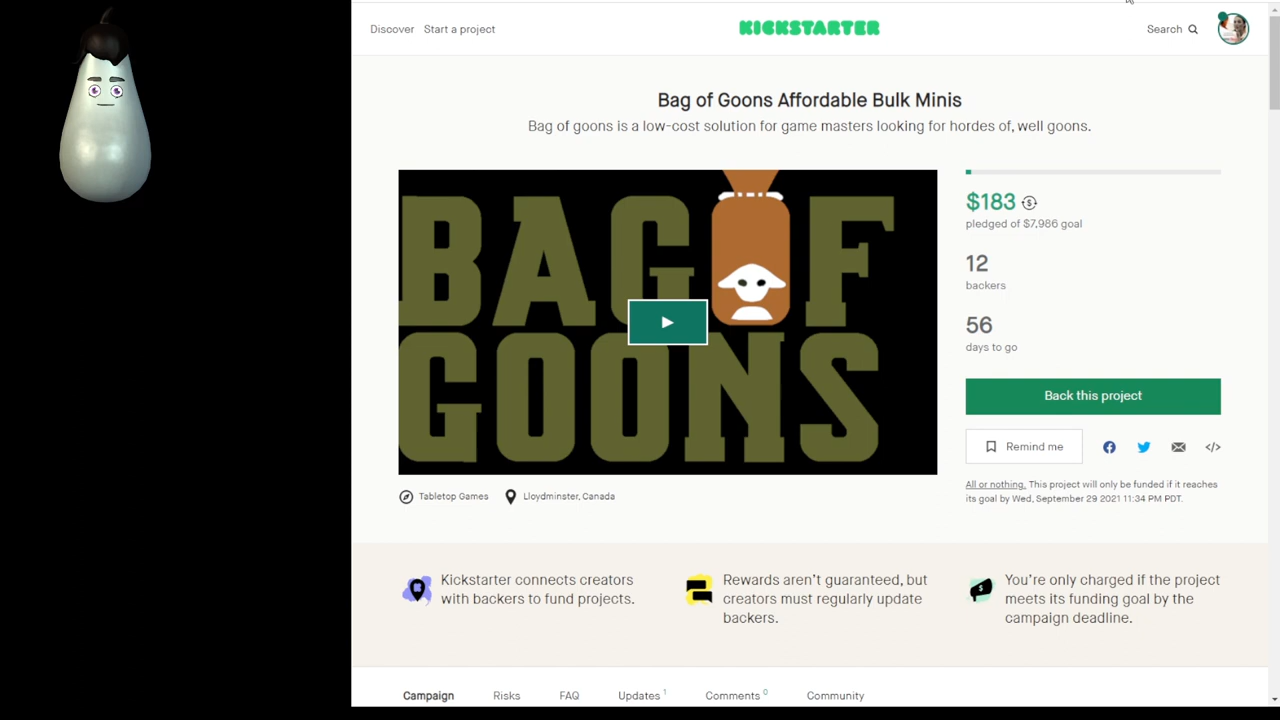 Discover Start a project
KICKSTARTER
Search
Bag of Goons Affordable Bulk Minis
Bag of goons is a low-cost solution for game masters looking for hordes of, well goons.
BAG OF
GOONS
$183
pledged of $7,986 goal
12
backers
56
days to go
Back this project
Remind me
All or nothing. This project will only be funded if it reaches
its goal by Wed, September 29 2021 11:34 PM PDT.
Tabletop Games
Lloydminster, Canada
Kickstarter connects creators
with backers to fund projects.
Rewards aren't guaranteed, but
creators must regularly update
backers.
You're only charged if the project
meets its funding goal by the
campaign deadline.
Campaign Risks FAQ Updates 1 Comments 0 Community